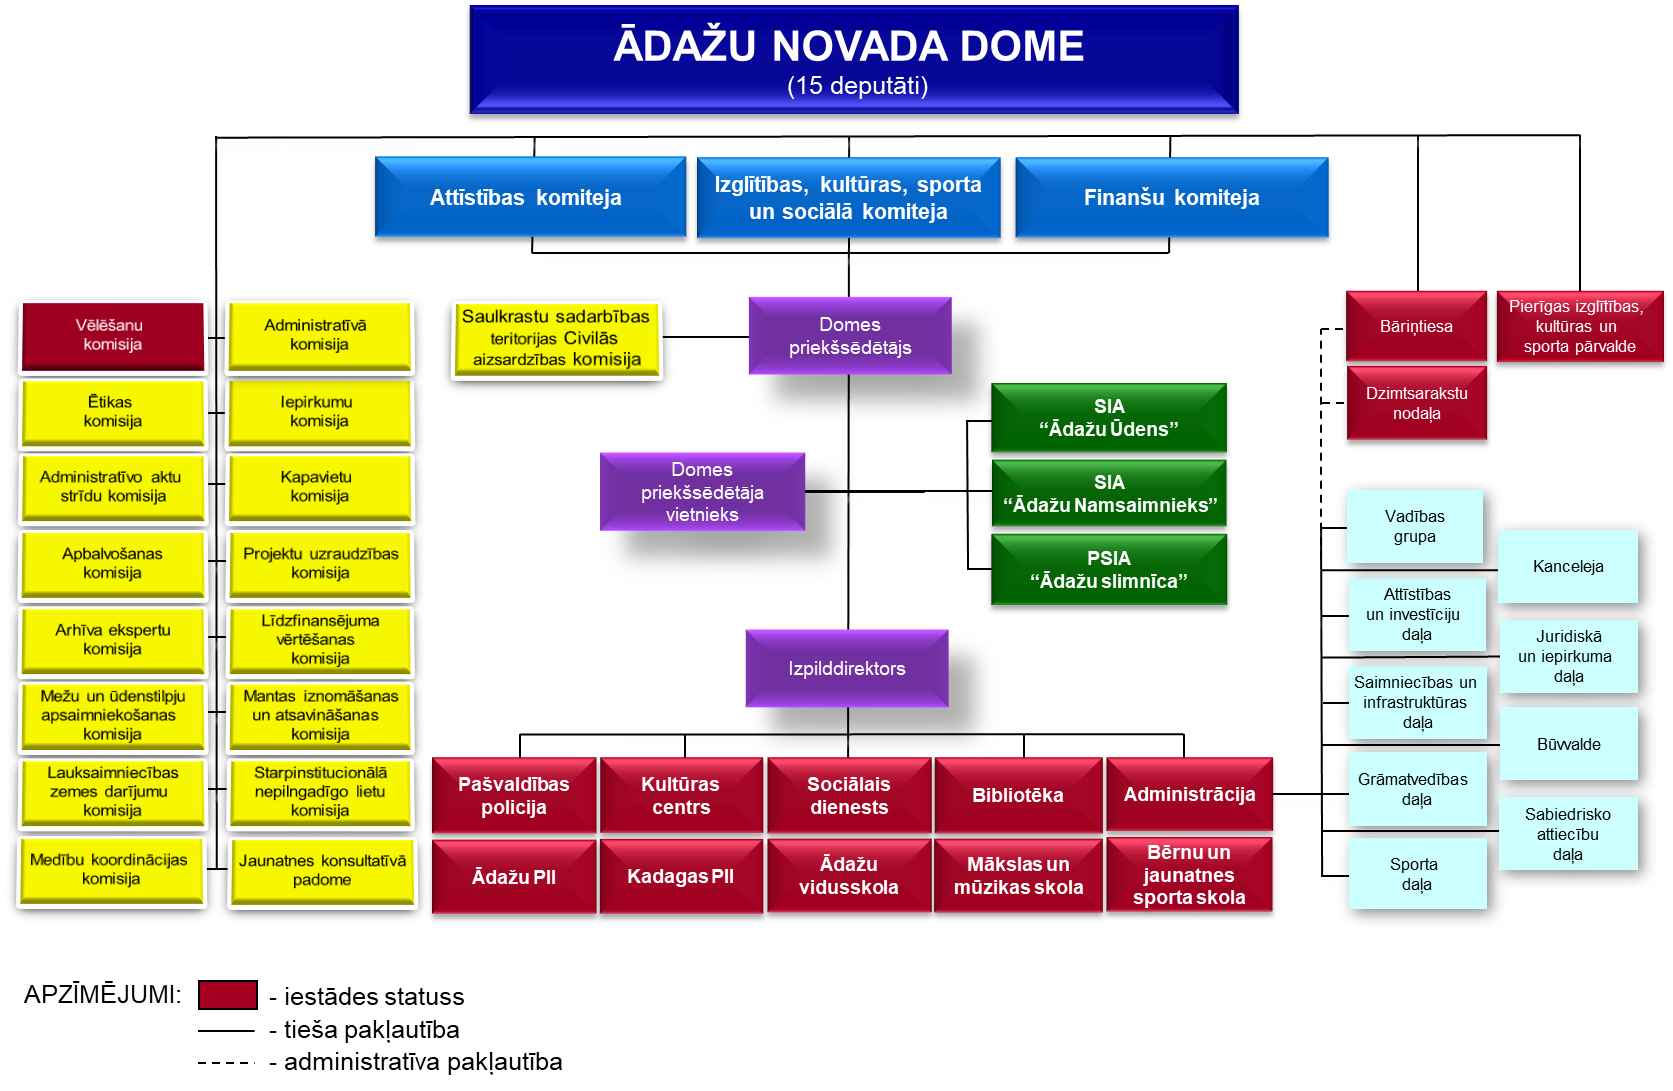 ĀDAŽU NOVADA DOME
(15 deputāti)
Attīstības komiteja
Izglītības, kultūras, sporta
un sociālā komiteja
Finanšu komiteja
Vēlēšanu
komisija
Administratīvā
komisija
Ētikas
komisija
Iepirkumu
komisija
Administratīvo aktu
strīdu komisija
Kapavietu
komisija
Apbalvošanas
komisija
Projektu uzraudzības
komisija
Arhīva ekspertu
komisija
Līdzfinansējuma
vērtēšanas
komisija
Mežu un ūdenstilpju
apsaimniekošanas
komisija
Mantas iznomāšanas
un atsavināšanas
komisija
Lauksaimniecības
zemes darījumu
komisija
Starpinstitucionālā
nepilngadīgo lietu
komisija
Medību koordinācijas
komisija
Jaunatnes konsultatīvā
padome
Saulkrastu sadarbības
teritorijas Civilās
aizsardzības komisija
Domes
priekšsēdētājs
Domes
priekšsēdētāja
vietnieks
SIA
“Ādažu Ūdens”
SIA
“Ādažu Namsaimnieks”
PSIA
“Ādažu slimnīca”
Izpilddirektors
Pašvaldības
policija
Kultūras
centrs
Sociālais
dienests
Bibliotēka
Administrācija
Ādažu PII
Kadagas PII
Ādažu
vidusskola
Mākslas un
mūzikas skola
Bērnu un
jaunatnes
sporta skola
Bāriņtiesa
Pierīgas izglītības,
kultūras un
sporta pārvalde
Dzimtsarakstu
nodaļa
Vadības
grupa
Kanceleja
Attīstības
un investīciju
daļa
Juridiskā
un iepirkuma
daļa
Saimniecības un
infrastruktūras
daļa
Būvvalde
Grāmatvedības
daļa
Sabiedrisko
attiecību
daļa
Sporta
daļa
APZĪMĒJUMI:
- iestādes statuss
- tieša pakļautība
- administratīva pakļautība